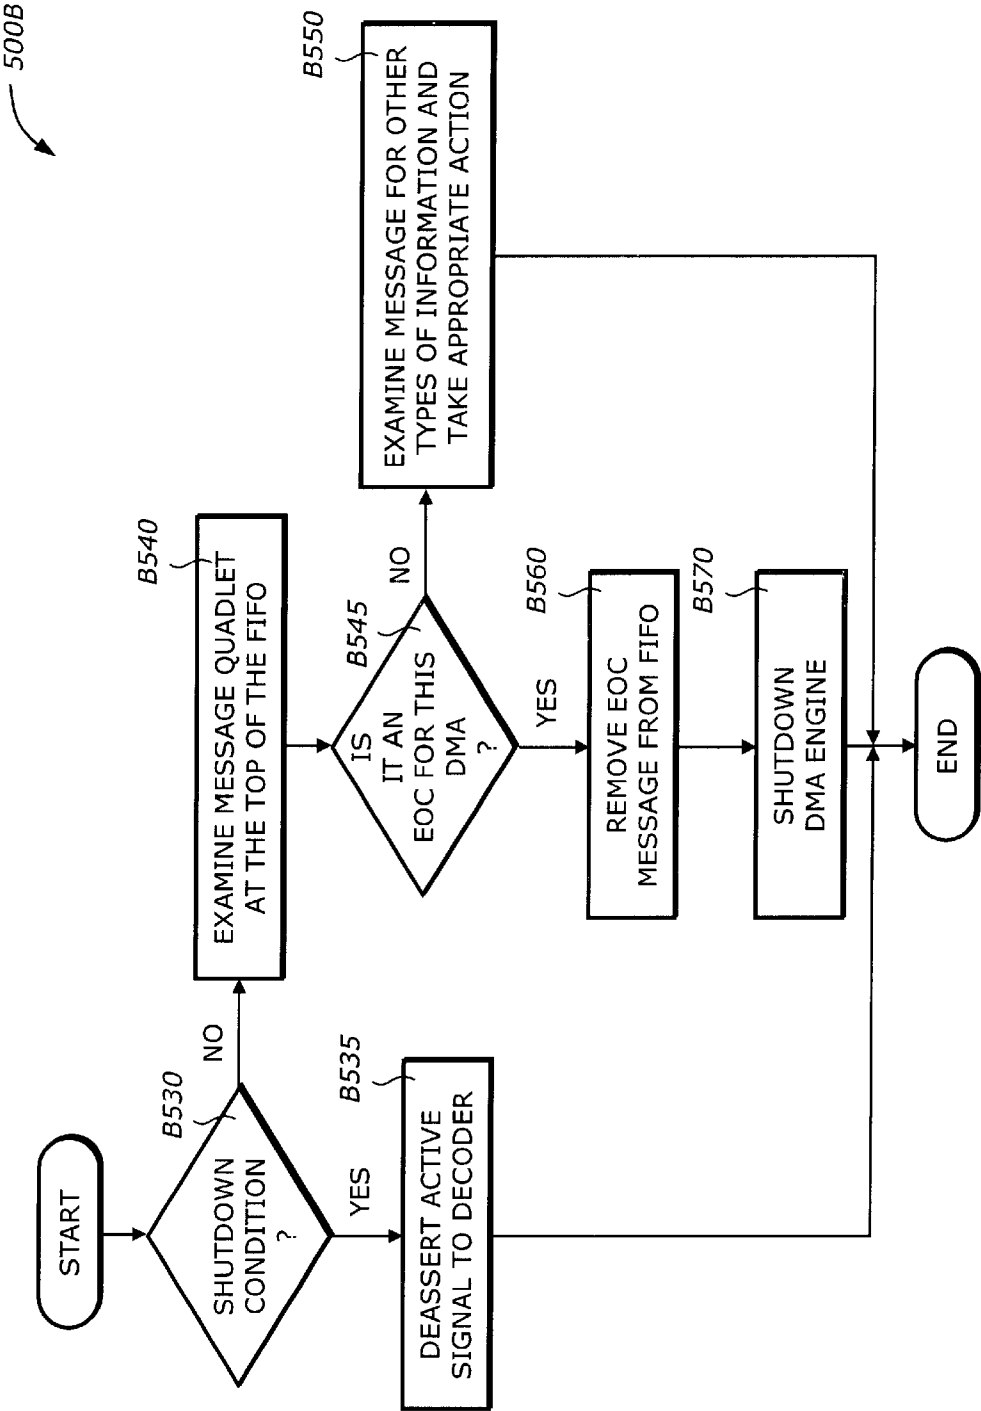 500B
START
B530
SHUTDOWN
CONDITION
?
NO
YES
B535
DEASSERT ACTIVE
SIGNAL TO DECODER
B540
EXAMINE MESSAGE QUADLET
AT THE TOP OF THE FIFO
B545
IS
IT AN
EOC FOR THIS
DMA
?
NO
YES
B550
EXAMINE MESSAGE FOR OTHER
TYPES OF INFORMATION AND
TAKE APPROPRIATE ACTION
B560
REMOVE EOC
MESSAGE FROM FIFO
B570
SHUTDOWN
DMA ENGINE
END